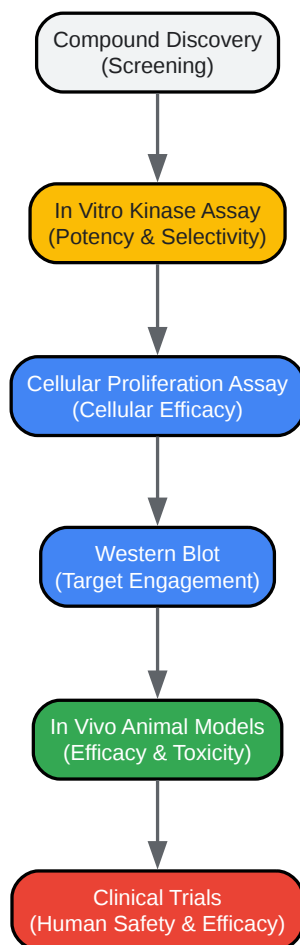 Compound Discovery
(Screening)
In Vitro Kinase Assay
(Potency & Selectivity)
Cellular Proliferation Assay
(Cellular Efficacy)
Western Blot
(Target Engagement)
In Vivo Animal Models
(Efficacy & Toxicity)
Clinical Trials
(Human Safety & Efficacy)